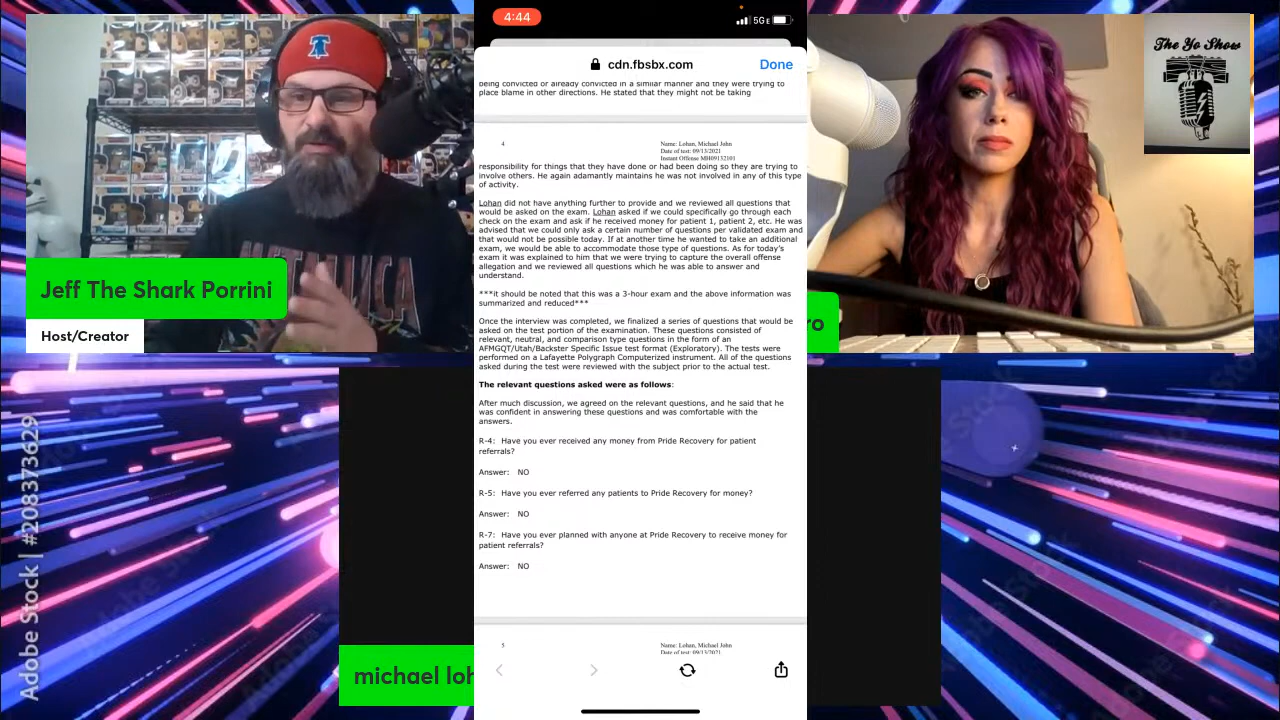 4:44
5G E
cdn.fbsbx.com
Done
being convicted or already convicted in a similar manner and they were trying to
place blame in other directions. He stated that they might not be taking
4
Name: Lohan, Michael John
Date of test: 09/13/2021
Instant Offense MH09132101
responsibility for things that they have done or had been doing so they are trying to
involve others. He again adamantly maintains he was not involved in any of this type
of activity.
Lohan did not have anything further to provide and we reviewed all questions that
would be asked on the exam. Lohan asked if we could specifically go through each
check on the exam and ask if he received money for patient 1, patient 2, etc. He was
advised that we could only ask a certain number of questions per validated exam and
that would not be possible today. If at another time he wanted to take an additional
exam, we would be able to accommodate those type of questions. As for today's
exam it was explained to him that we were trying to capture the overall offense
allegation and we reviewed all questions which he was able to answer and
understand.
***it should be noted that this was a 3-hour exam and the above information was
summarized and reduced***
Once the interview was completed, we finalized a series of questions that would be
asked on the test portion of the examination. These questions consisted of
relevant, neutral, and comparison type questions in the form of an
AFMGQT/Utah/Backster Specific Issue test format (Exploratory). The tests were
performed on a Lafayette Polygraph Computerized instrument. All of the questions
asked during the test were reviewed with the subject prior to the actual test.
The relevant questions asked were as follows:
After much discussion, we agreed on the relevant questions, and he said that he
was confident in answering these questions and was comfortable with the
answers.
R-4: Have you ever received any money from Pride Recovery for patient
referrals?
Answer: NO
R-5: Have you ever referred any patients to Pride Recovery for money?
Answer: NO
R-7: Have you ever planned with anyone at Pride Recovery to receive money for
patient referrals?
Answer: NO
5
Name: Lohan, Michael John
Date of test: 09/13/2021
Jeff The Shark Porrini
Host/Creator
The Yo Show
ro
michael loh
Adobe Stock | #208373629